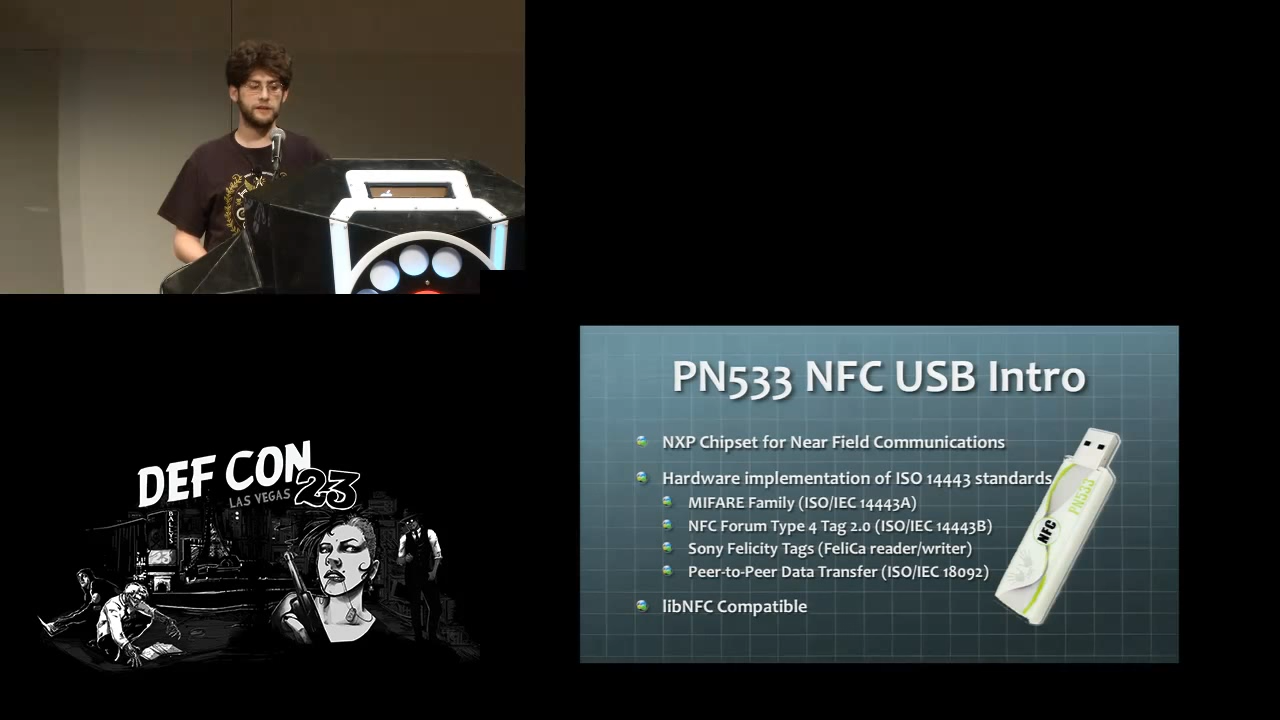 PN533 NFC USB Intro
NXP Chipset for Near Field Communications
Hardware implementation of ISO 14443 standards
MIFARE Family (ISO/IEC 14443A)
NFC Forum Type 4 Tag 2.0 (ISO/IEC 14443B)
Sony Felicity Tags (FeliCa reader/writer)
Peer-to-Peer Data Transfer (ISO/IEC 18092)
libNFC Compatible
PN533
NFC
DEF CON
LAS VEGAS 23
BALLY'S
23